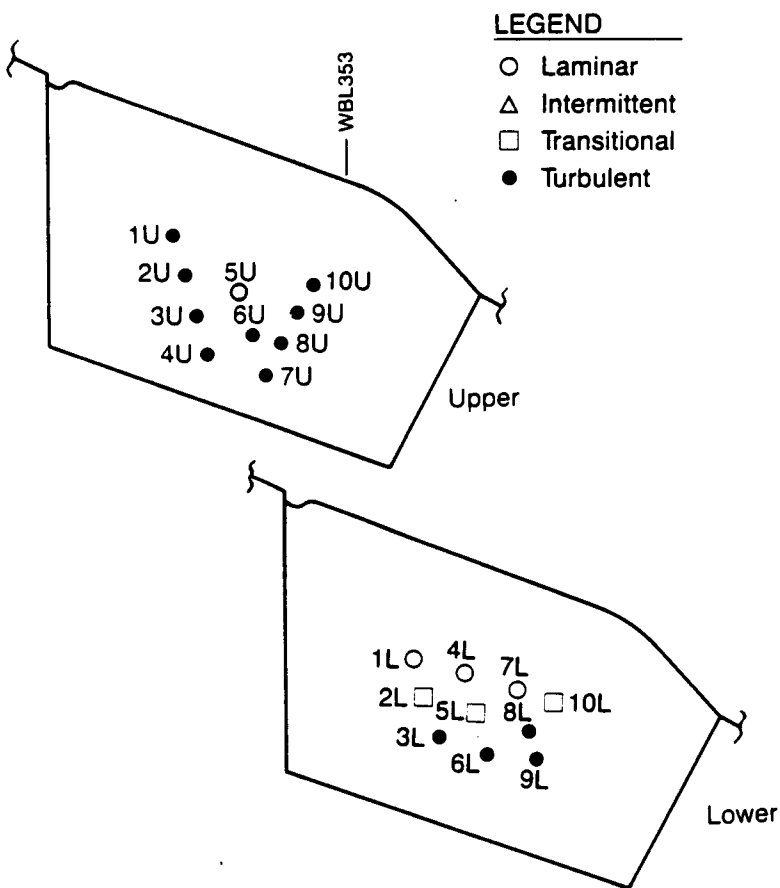 LEGEND
Laminar
Intermittent
Transitional
Turbulent
WBL353
1U
2U
5U
10U
3U
6U
9U
4U
8U
7U
Upper
1L
4L
7L
2L
5L
8L
10L
3L
6L
9L
Lower